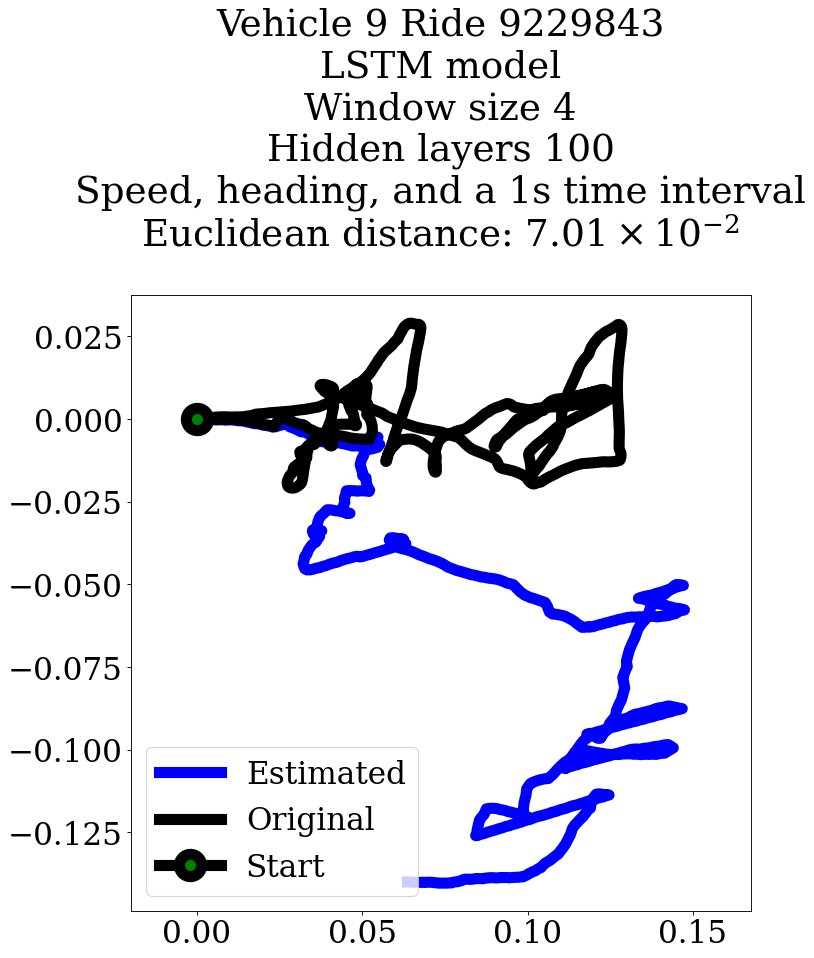 Vehicle 9 Ride 9229843
LSTM model
Window size 4
Hidden layers 100
Speed, heading, and a 1s time interval
Euclidean distance: 7.01 × 10⁻²
0.025
0.000
−0.025
−0.050
−0.075
−0.100
−0.125
Estimated
Original
Start
0.00 0.05 0.10 0.15